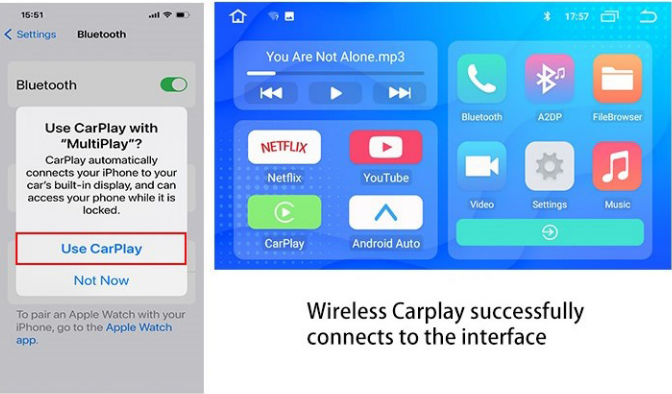 15:51
Settings
Bluetooth
Bluetooth
Use CarPlay with
“MultiPlay”?
CarPlay automatically
connects your iPhone to your
car's built-in display, and can
access your phone while it is
locked.
Use CarPlay
Not Now
To pair an Apple Watch with your
iPhone, go to the Apple Watch
app.
17:57
You Are Not Alone.mp3
NETFLIX
Netflix
YouTube
CarPlay
Android Auto
Bluetooth
A2DP
FileBrowser
Video
Settings
Music
Wireless Carplay successfully
connects to the interface